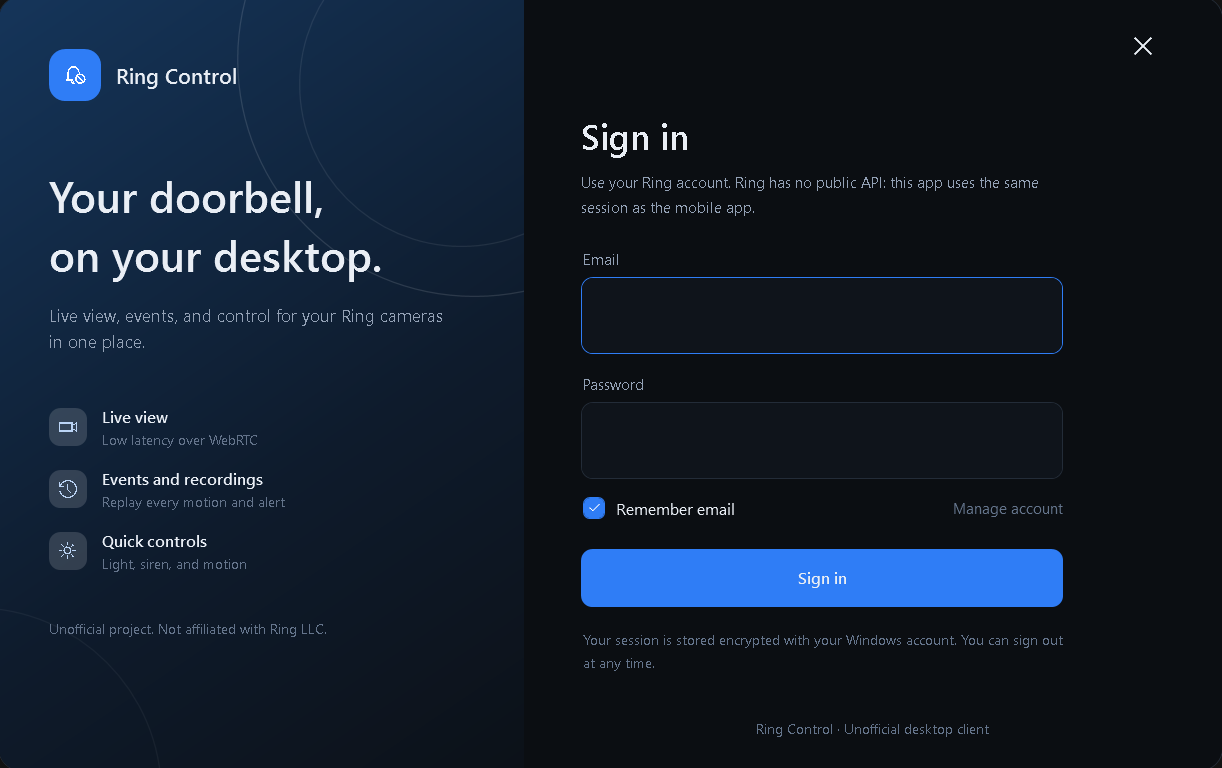 Ring Control
Your doorbell,
on your desktop.
Live view, events, and control for your Ring cameras
in one place.
Live view
Low latency over WebRTC
Events and recordings
Replay every motion and alert
Quick controls
Light, siren, and motion
Unofficial project. Not affiliated with Ring LLC.
Sign in
Use your Ring account. Ring has no public API: this app uses the same
session as the mobile app.
Email
Password
Remember email
Manage account
Sign in
Your session is stored encrypted with your Windows account. You can sign out
at any time.
Ring Control · Unofficial desktop client